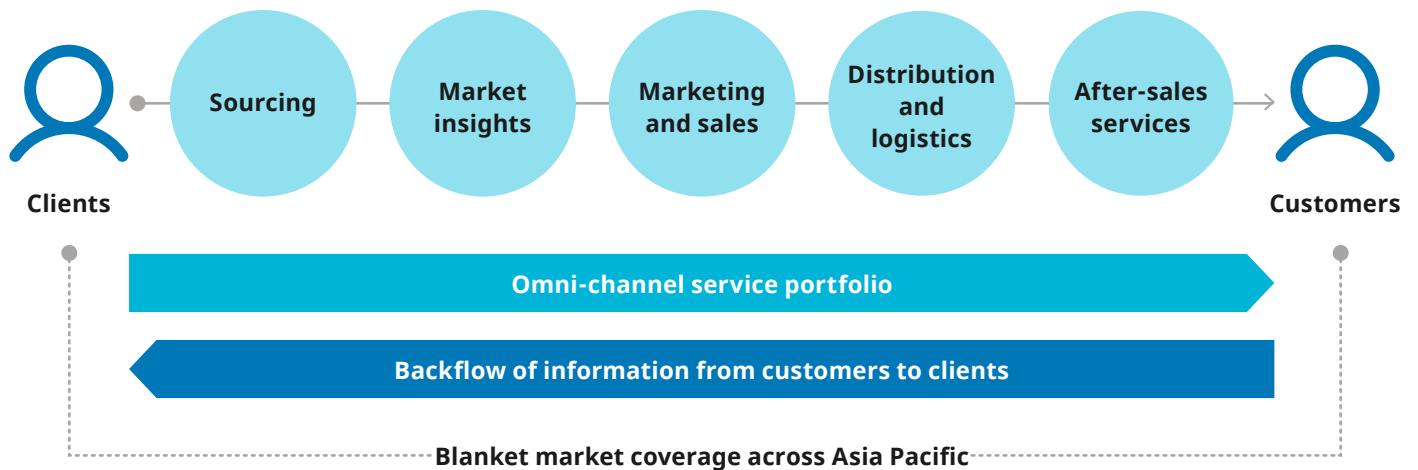 Sourcing
Market
insights
Marketing
and sales
Distribution
and
logistics
After-sales
services
Clients
Customers
Omni-channel service portfolio
Backflow of information from customers to clients
Blanket market coverage across Asia Pacific